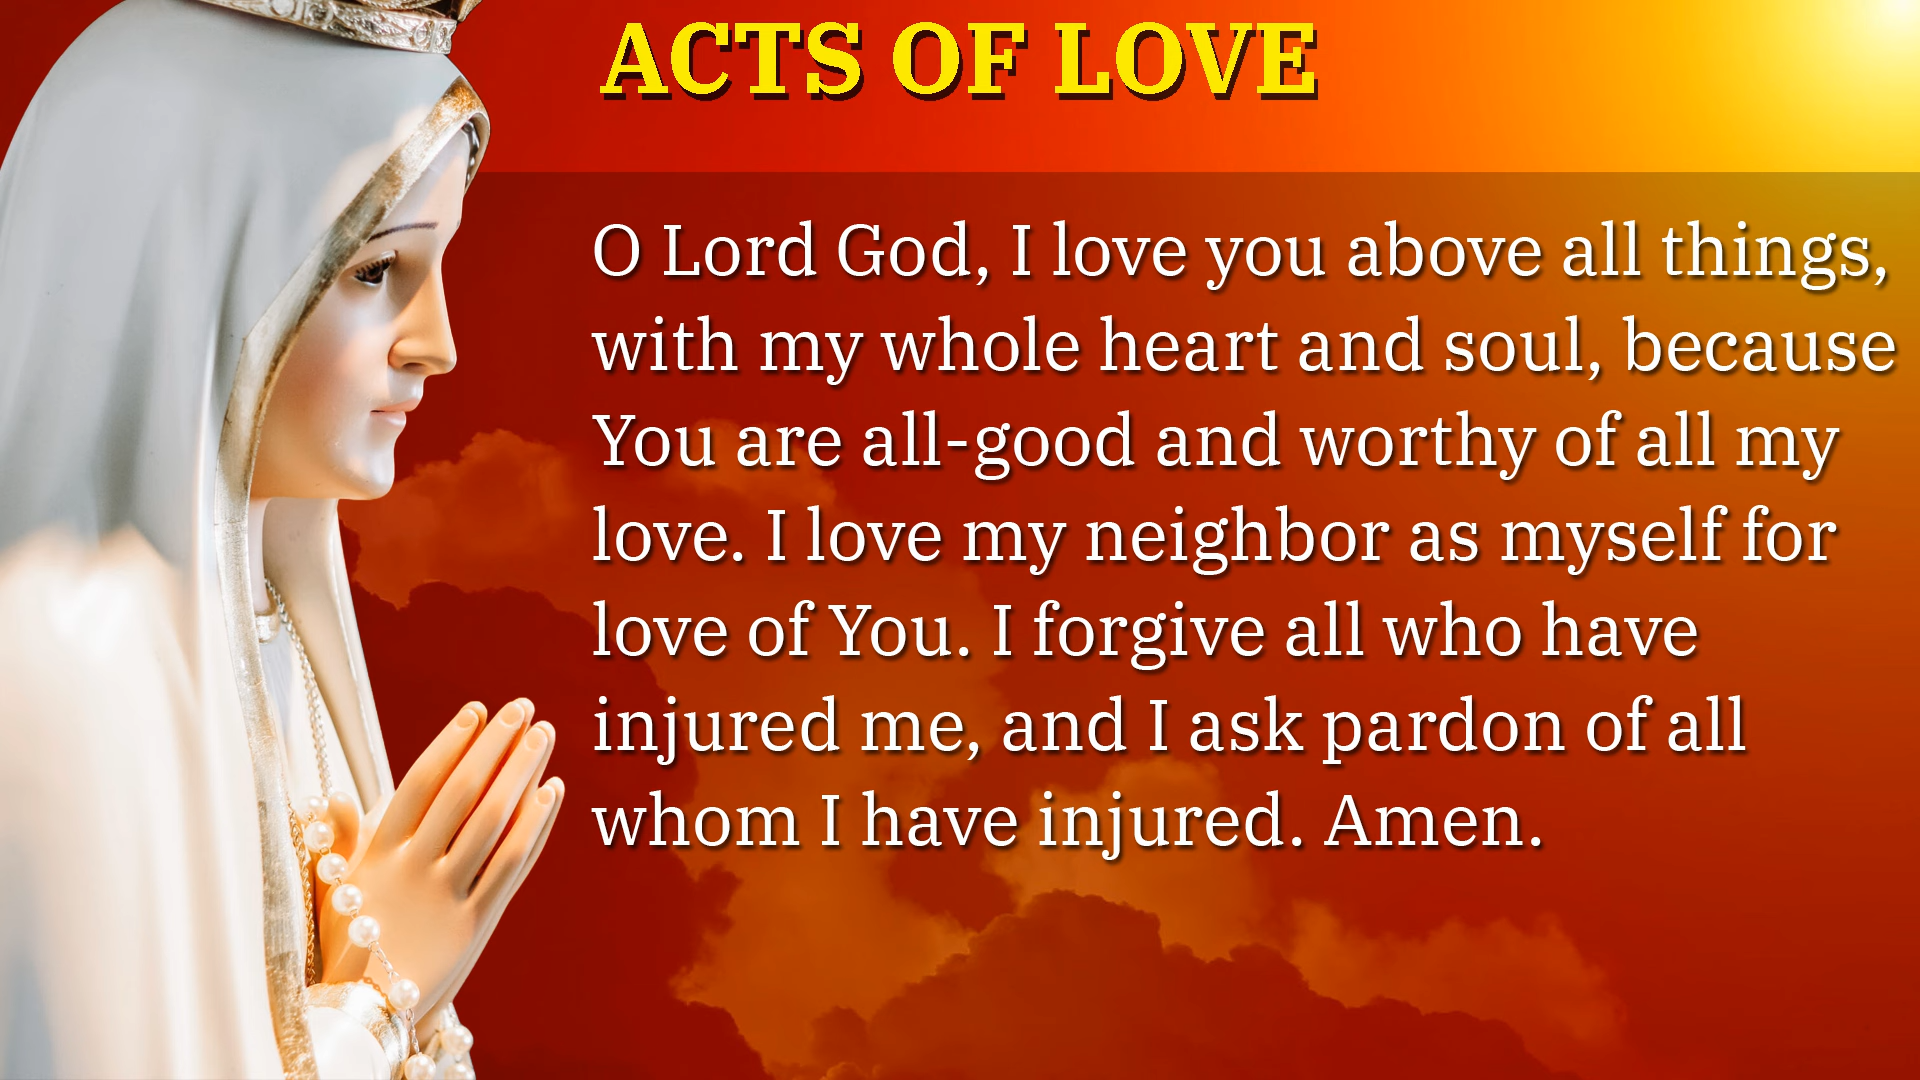 ACTS OF LOVE
O Lord God, I love you above all things,
with my whole heart and soul, because
You are all-good and worthy of all my
love. I love my neighbor as myself for
love of You. I forgive all who have
injured me, and I ask pardon of all
whom I have injured. Amen.